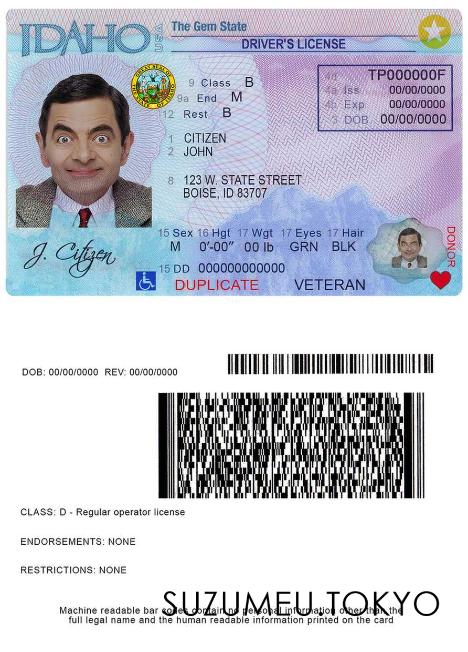 IDAHO USA
The Gem State
DRIVER'S LICENSE
4d TP000000F
9 Class B
4a Iss 00/00/0000
9a End M
4b Exp 00/00/0000
12 Rest B
3 DOB 00/00/0000
1 CITIZEN
2 JOHN
8 123 W. STATE STREET
BOISE, ID 83707
15 Sex 16 Hgt 17 Wgt 17 Eyes 17 Hair
M 0'-00" 00 lb GRN BLK
J. Citizen
15 DD 000000000000
DUPLICATE VETERAN
DONOR
DOB: 00/00/0000 REV: 00/00/0000
CLASS: D - Regular operator license
ENDORSEMENTS: NONE
RESTRICTIONS: NONE
SUZUMEU.TOKYO
Machine readable bar codes contain no personal information other than the
full legal name and the human readable information printed on the card